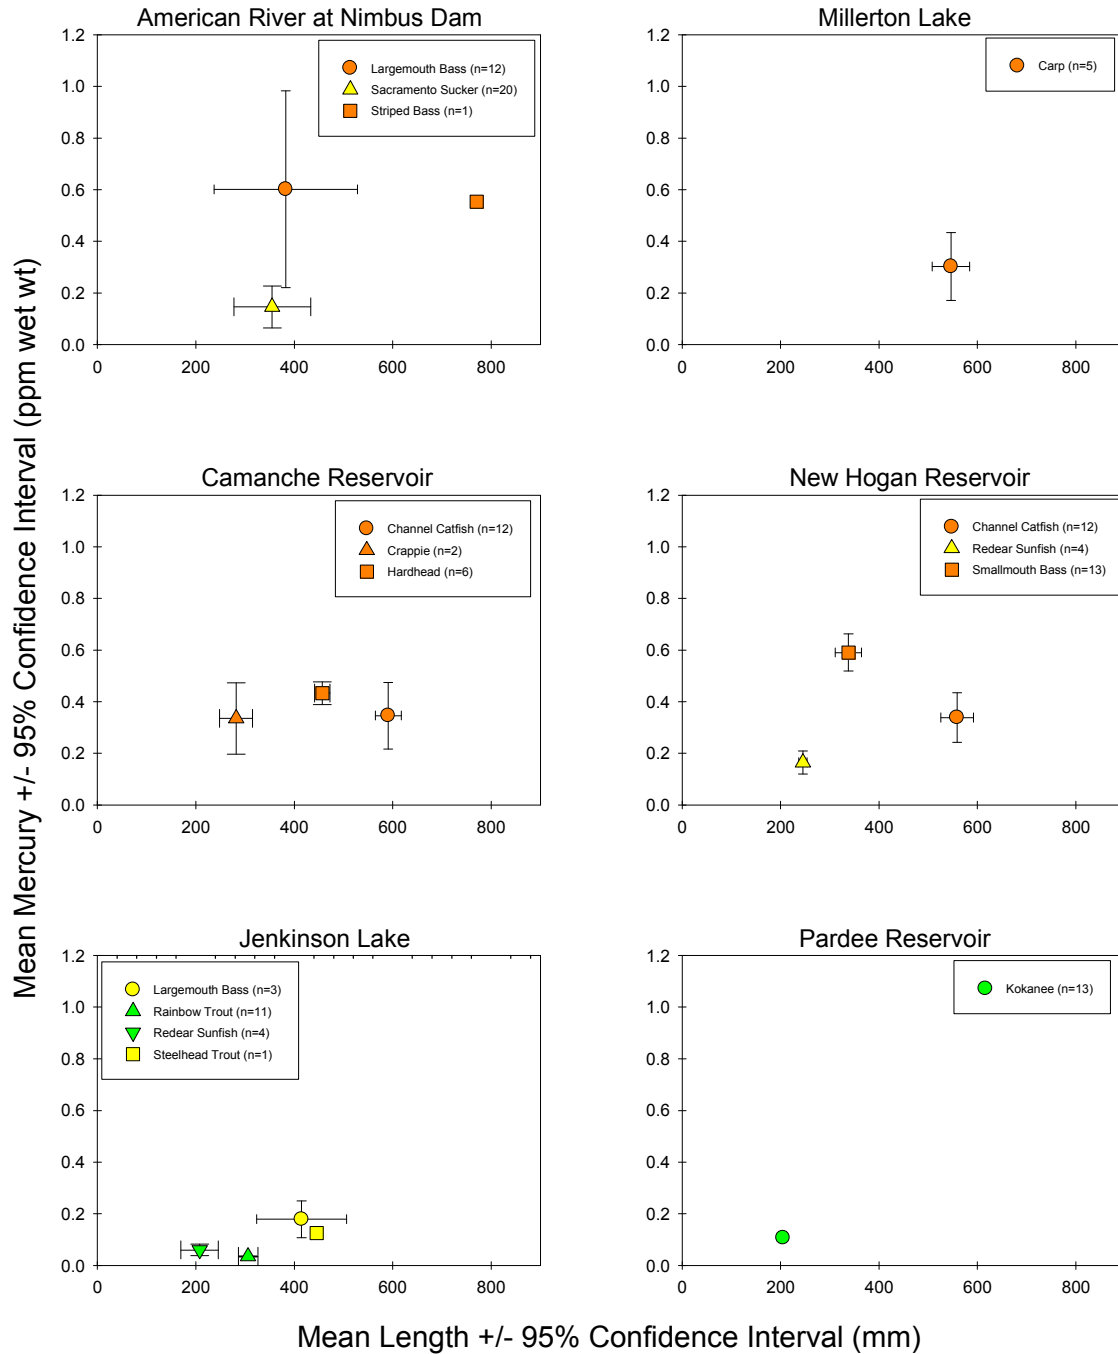 American River at Nimbus Dam
1.2
1.0
0.8
0.6
0.4
0.2
0.0
0 200 400 600 800
Largemouth Bass (n=12)
Sacramento Sucker (n=20)
Striped Bass (n=1)
Millerton Lake
1.2
1.0
0.8
0.6
0.4
0.2
0.0
0 200 400 600 800
Carp (n=5)
Camanche Reservoir
1.2
1.0
0.8
0.6
0.4
0.2
0.0
0 200 400 600 800
Channel Catfish (n=12)
Crappie (n=2)
Hardhead (n=6)
New Hogan Reservoir
1.2
1.0
0.8
0.6
0.4
0.2
0.0
0 200 400 600 800
Channel Catfish (n=12)
Redear Sunfish (n=4)
Smallmouth Bass (n=13)
Jenkinson Lake
1.2
1.0
0.8
0.6
0.4
0.2
0.0
0 200 400 600 800
Largemouth Bass (n=3)
Rainbow Trout (n=11)
Redear Sunfish (n=4)
Steelhead Trout (n=1)
Pardee Reservoir
1.2
1.0
0.8
0.6
0.4
0.2
0.0
0 200 400 600 800
Kokanee (n=13)
Mean Mercury +/- 95% Confidence Interval (ppm wet wt)
Mean Length +/- 95% Confidence Interval (mm)